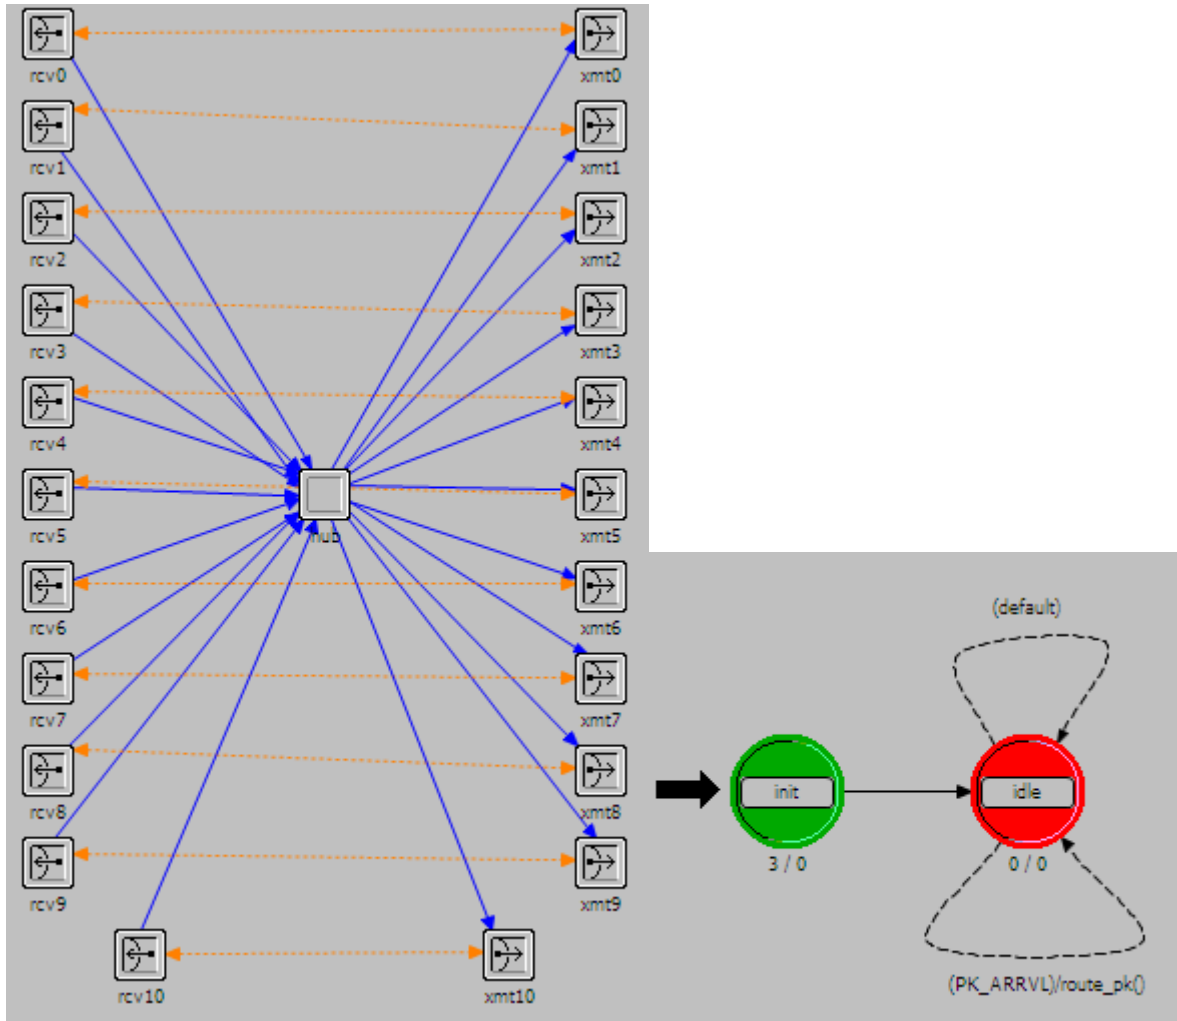 rcv0
xmt0
rcv1
xmt1
rcv2
xmt2
rcv3
xmt3
rcv4
xmt4
rcv5
hub
xmt5
rcv6
xmt6
rcv7
xmt7
rcv8
xmt8
rcv9
xmt9
rcv10
xmt10
(default)
init
idle
3 / 0
0 / 0
(PK_ARRVL)/route_pk()